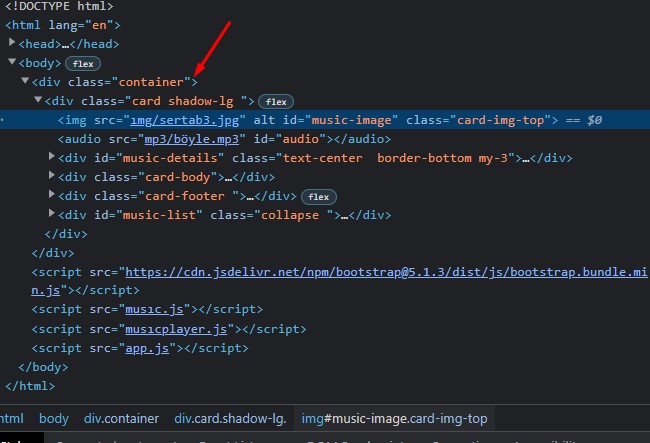 <!DOCTYPE html>
<html lang="en">
<head>…</head>
<body> flex
<div class="container">
<div class="card shadow-lg "> flex
<img src="img/sertab3.jpg" alt id="music-image" class="card-img-top"> == $0
<audio src="mp3/böyle.mp3" id="audio"></audio>
<div id="music-details" class="text-center  border-bottom my-3">…</div>
<div class="card-body">…</div>
<div class="card-footer ">…</div> flex
<div id="music-list" class="collapse ">…</div>
</div>
</div>
<script src="https://cdn.jsdelivr.net/npm/bootstrap@5.1.3/dist/js/bootstrap.bundle.mi
n.js"></script>
<script src="music.js"></script>
<script src="musicplayer.js"></script>
<script src="app.js"></script>
</body>
</html>
html body div.container div.card.shadow-lg. img#music-image.card-img-top